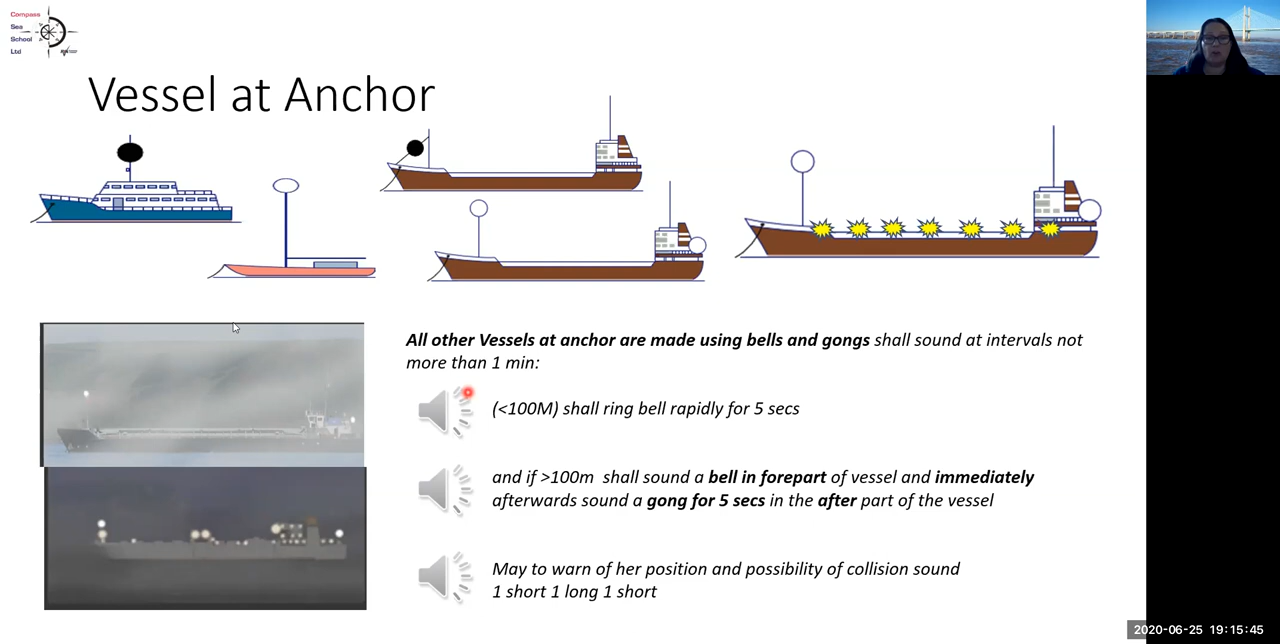 Compass
Sea
School
Ltd
Vessel at Anchor
All other Vessels at anchor are made using bells and gongs shall sound at intervals not
more than 1 min:
(<100M) shall ring bell rapidly for 5 secs
and if >100m shall sound a bell in forepart of vessel and immediately
afterwards sound a gong for 5 secs in the after part of the vessel
May to warn of her position and possibility of collision sound
1 short 1 long 1 short
2020-06-25 19:15:45